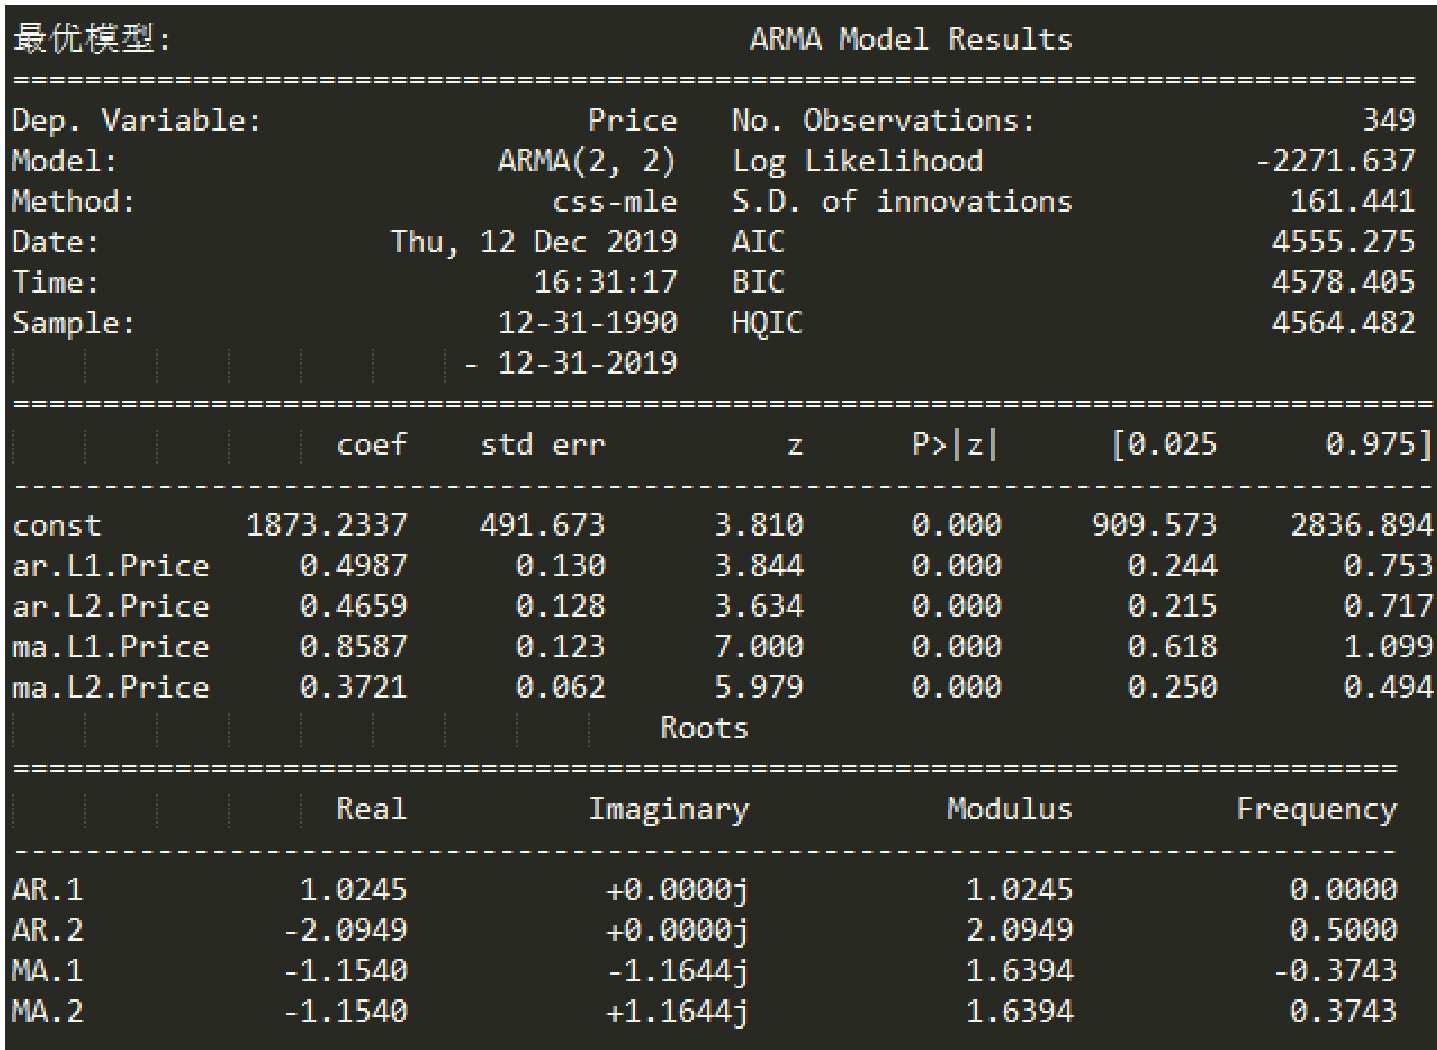 最优模型: ARMA Model Results
==============================================================================
Dep. Variable: Price No. Observations: 349
Model: ARMA(2, 2) Log Likelihood -2271.637
Method: css-mle S.D. of innovations 161.441
Date: Thu, 12 Dec 2019 AIC 4555.275
Time: 16:31:17 BIC 4578.405
Sample: 12-31-1990 HQIC 4564.482
- 12-31-2019
===============================================================================
coef std err z P>|z| [0.025 0.975]
-------------------------------------------------------------------------------
const 1873.2337 491.673 3.810 0.000 909.573 2836.894
ar.L1.Price 0.4987 0.130 3.844 0.000 0.244 0.753
ar.L2.Price 0.4659 0.128 3.634 0.000 0.215 0.717
ma.L1.Price 0.8587 0.123 7.000 0.000 0.618 1.099
ma.L2.Price 0.3721 0.062 5.979 0.000 0.250 0.494
Roots
=============================================================================
Real Imaginary Modulus Frequency
-----------------------------------------------------------------------------
AR.1 1.0245 +0.0000j 1.0245 0.0000
AR.2 -2.0949 +0.0000j 2.0949 0.5000
MA.1 -1.1540 -1.1644j 1.6394 -0.3743
MA.2 -1.1540 +1.1644j 1.6394 0.3743